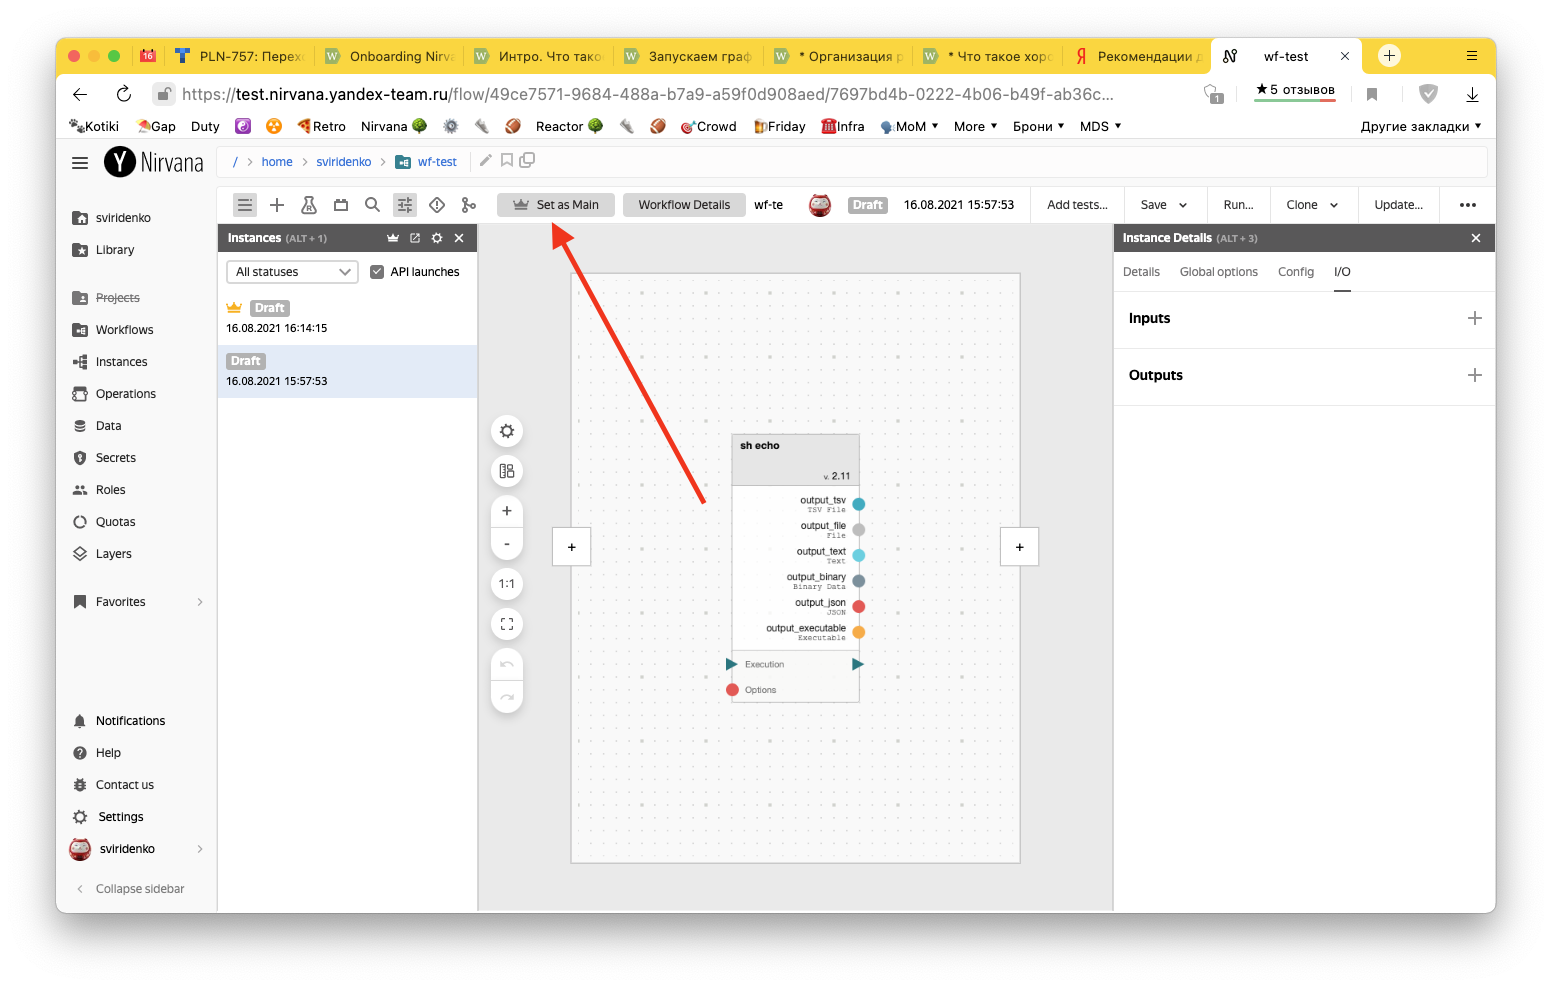 16
PLN-757: Перех
Onboarding Nirva
Интро. Что тако
Запускаем граф
* Организация р
* Что такое хоро
Я Рекомендации д
wf-test
https://test.nirvana.yandex-team.ru/flow/49ce7571-9684-488a-b7a9-a59f0d908aed/7697bd4b-0222-4b06-b49f-ab36c...
1
★5 отзывов
Kotiki
Gap
Duty
Retro
Nirvana
Reactor
Crowd
Friday
Infra
MoM
More
Брони
MDS
Другие закладки
Y Nirvana
/ > home > sviridenko > wf-test
Set as Main
Workflow Details
wf-te
Draft
16.08.2021 15:57:53
Add tests...
Save
Run...
Clone
Update...
sviridenko
Library
Projects
Workflows
Instances
Operations
Data
Secrets
Roles
Quotas
Layers
Favorites
Notifications
Help
Contact us
Settings
sviridenko
Collapse sidebar
Instances (ALT + 1)
All statuses
API launches
Draft
16.08.2021 16:14:15
Draft
16.08.2021 15:57:53
+
-
1:1
+
+
sh echo
v. 2.11
output_tsv
TSV File
output_file
File
output_text
Text
output_binary
Binary Data
output_json
JSON
output_executable
Executable
Execution
Options
Instance Details (ALT + 3)
Details
Global options
Config
I/O
Inputs
Outputs